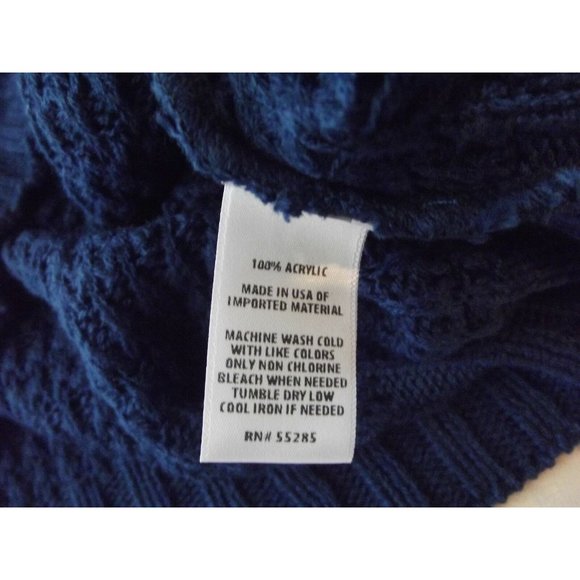 100% ACRYLIC
MADE IN USA OF
IMPORTED MATERIAL
MACHINE WASH COLD
WITH LIKE COLORS
ONLY NON CHLORINE
BLEACH WHEN NEEDED
TUMBLE DRY LOW
COOL IRON IF NEEDED
RN# 55285